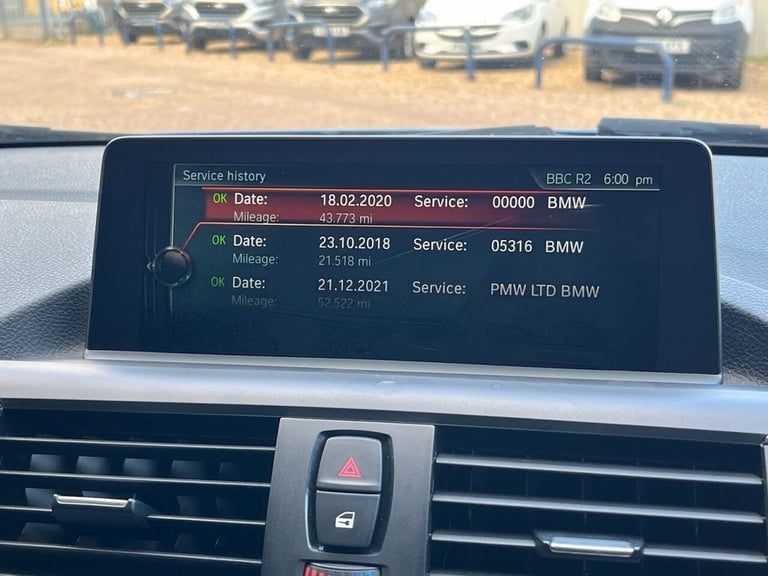 Service history BBC R2 6:00 pm
OK Date: 18.02.2020 Service: 00000 BMW
Mileage: 43.773 mi
OK Date: 23.10.2018 Service: 05316 BMW
Mileage: 21.518 mi
OK Date: 21.12.2021 Service: PMW LTD BMW
Mileage: 52.522 mi